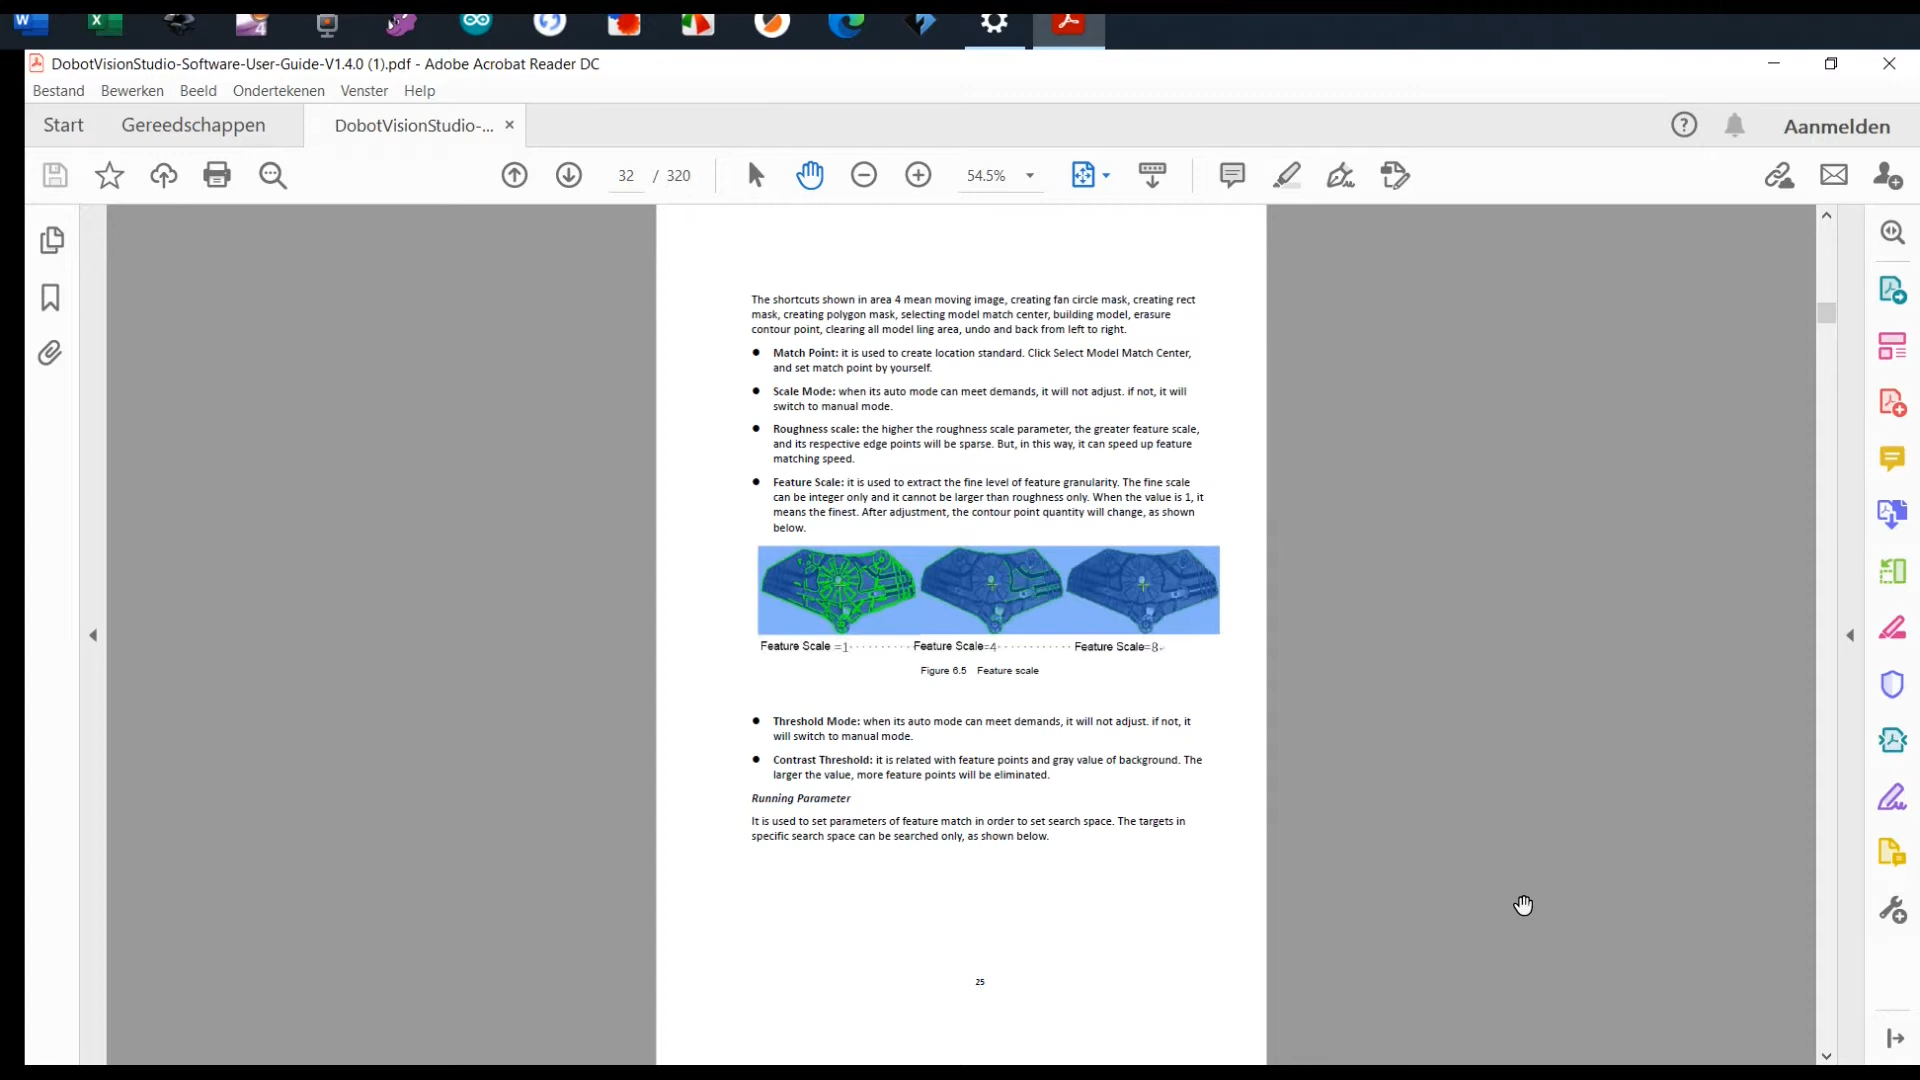 DobotVisionStudio-Software-User-Guide-V1.4.0 (1).pdf - Adobe Acrobat Reader DC
Bestand Bewerken Beeld Ondertekenen Venster Help
Start Gereedschappen DobotVisionStudio-... Aanmelden
32 / 320 54.5%
The shortcuts shown in area 4 mean moving image, creating fan circle mask, creating rect
mask, creating polygon mask, selecting model match center, building model, erasure
contour point, clearing all model ling area, undo and back from left to right.
● Match Point: it is used to create location standard. Click Select Model Match Center,
and set match point by yourself.
● Scale Mode: when its auto mode can meet demands, it will not adjust. if not, it will
switch to manual mode.
● Roughness scale: the higher the roughness scale parameter, the greater feature scale,
and its respective edge points will be sparse. But, in this way, it can speed up feature
matching speed.
● Feature Scale: it is used to extract the fine level of feature granularity. The fine scale
can be integer only and it cannot be larger than roughness only. When the value is 1, it
means the finest. After adjustment, the contour point quantity will change, as shown
below.
Feature Scale =1 Feature Scale=4 Feature Scale=8
Figure 6.5 Feature scale
● Threshold Mode: when its auto mode can meet demands, it will not adjust. if not, it
will switch to manual mode.
● Contrast Threshold: it is related with feature points and gray value of background. The
larger the value, more feature points will be eliminated.
Running Parameter
It is used to set parameters of feature match in order to set search space. The targets in
specific search space can be searched only, as shown below.
25